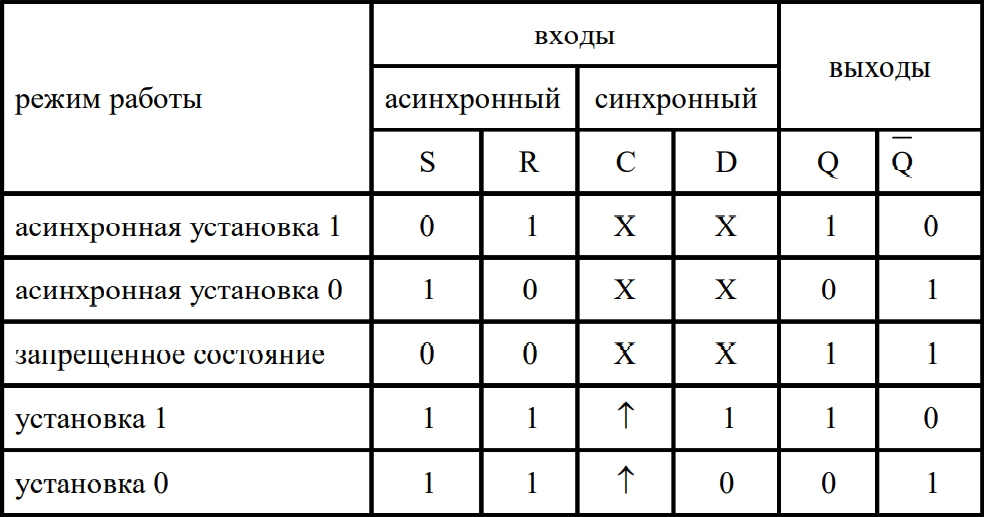 режим работы входы выходы
асинхронный синхронный
S R C D Q Q̅
асинхронная установка 1 0 1 X X 1 0
асинхронная установка 0 1 0 X X 0 1
запрещенное состояние 0 0 X X 1 1
установка 1 1 1 ↑ 1 1 0
установка 0 1 1 ↑ 0 0 1